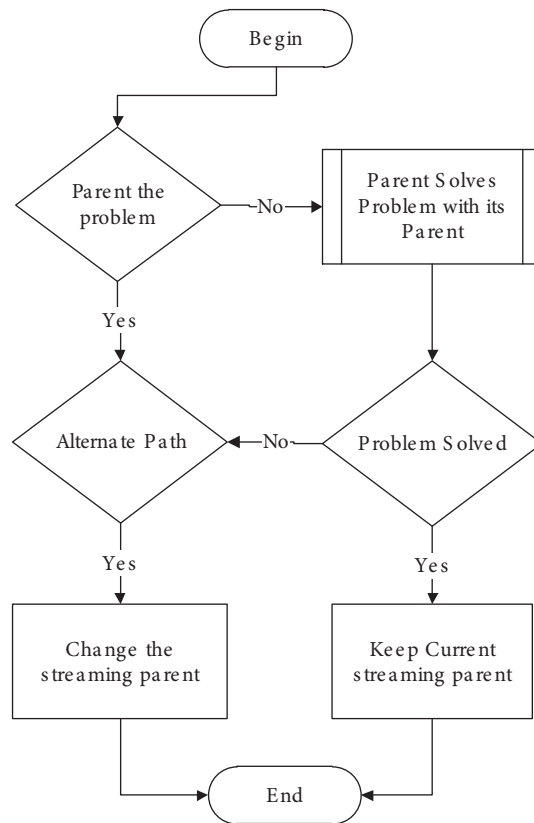 Begin
Parent the
problem
No
Parent Solves
Problem with its
Parent
Yes
Alternate Path
No
Problem Solved
Yes
Yes
Change the
streaming parent
Keep Current
streaming parent
End